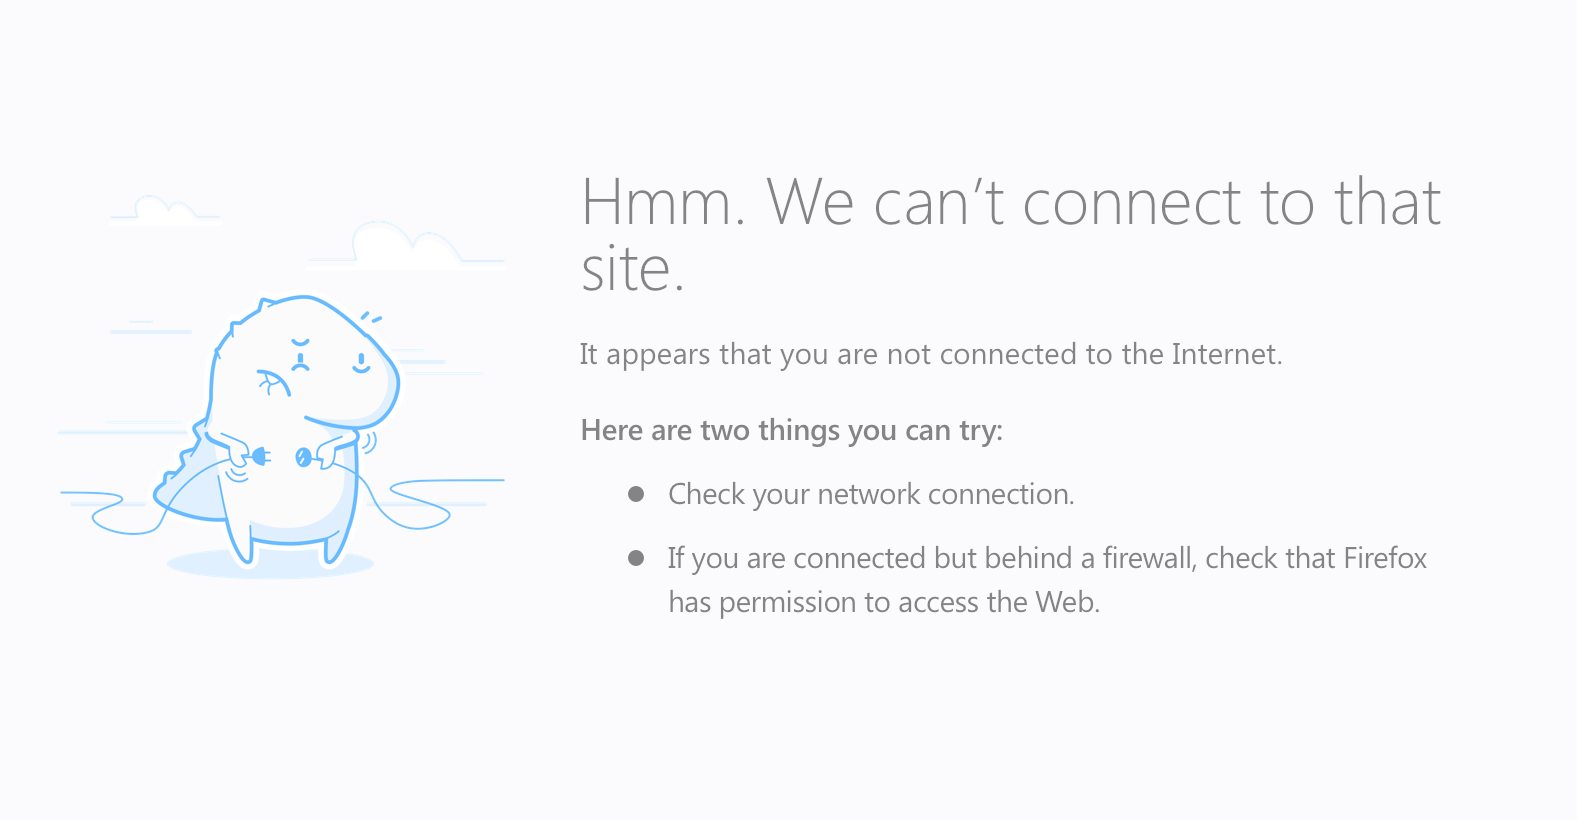 Hmm. We can’t connect to that
site.
It appears that you are not connected to the Internet.
Here are two things you can try:
Check your network connection.
If you are connected but behind a firewall, check that Firefox
has permission to access the Web.